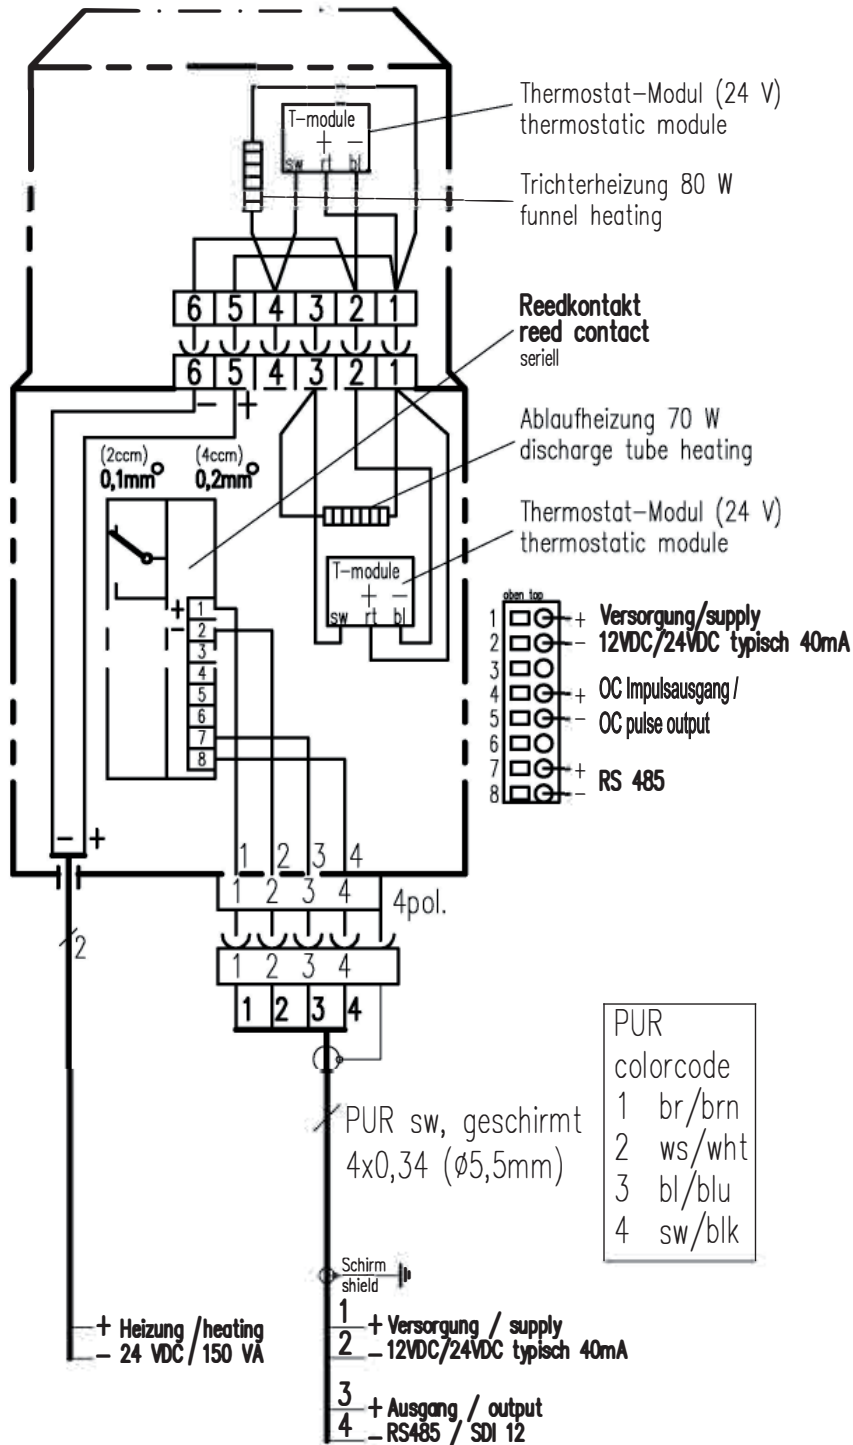 Thermostat-Modul (24 V)
thermostatic module
T-module
+ −
sw rt bl
Trichterheizung 80 W
funnel heating
6 5 4 3 2 1
Reedkontakt
reed contact
seriell
6 5 4 3 2 1
− +
Ablaufheizung 70 W
discharge tube heating
(2ccm) (4ccm)
0,1mm 0,2mm
Thermostat-Modul (24 V)
thermostatic module
T-module
+ −
sw rt bl
+ 1
− 2
3
4
5
6
7
8
oben top
1 + Versorgung/supply
2 − 12VDC/24VDC typisch 40mA
3
4 + OC Impulsausgang /
5 − OC pulse output
6
7 + RS 485
8 −
− +
1 2 3 4
1 2 3 4
4pol.
2
1 2 3 4
1 2 3 4
PUR
colorcode
1 br/brn
2 ws/wht
3 bl/blu
4 sw/blk
PUR sw, geschirmt
4x0,34 (ø5,5mm)
Schirm
shield
+ Heizung /heating
− 24 VDC / 150 VA
1 + Versorgung / supply
2 − 12VDC/24VDC typisch 40mA
3 + Ausgang / output
4 − RS485 / SDI 12